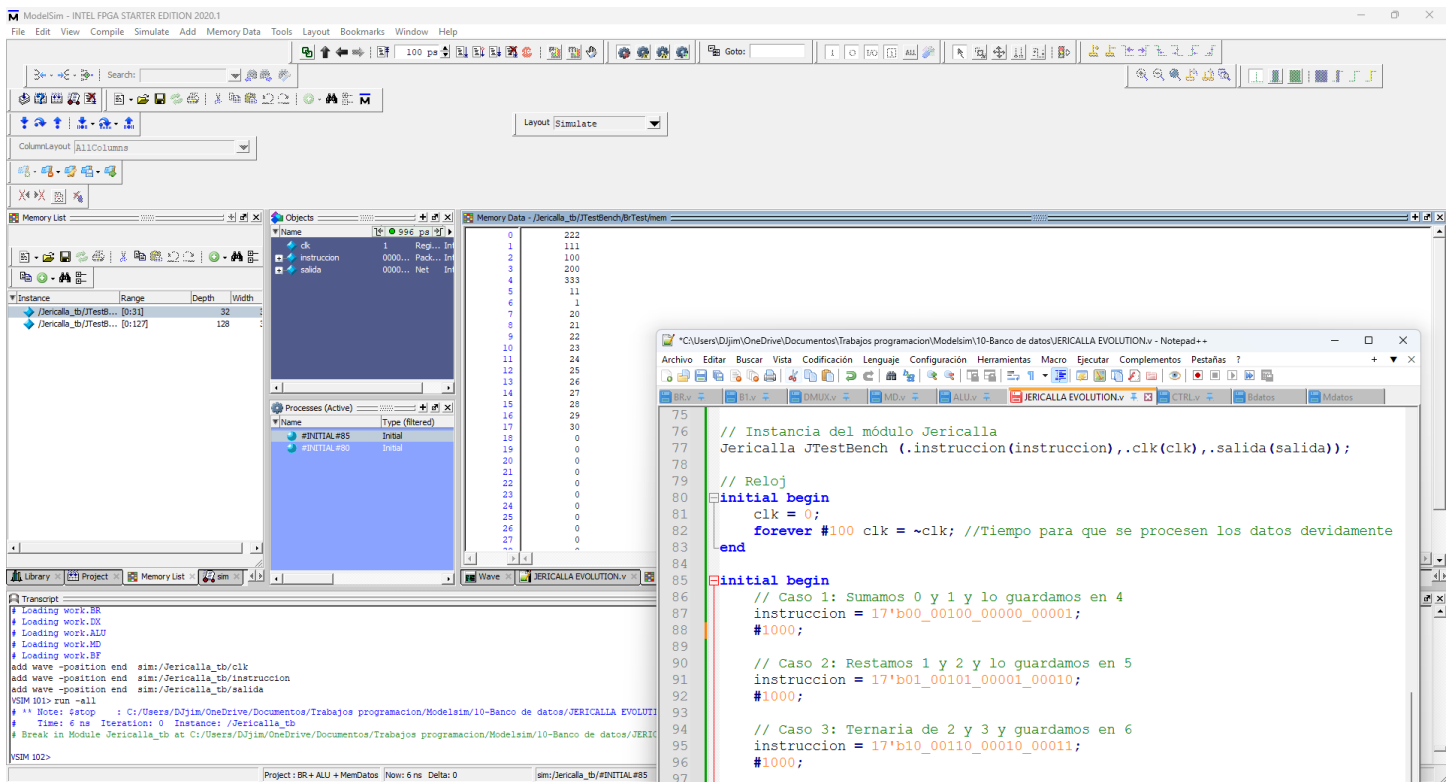 ModelSim - INTEL FPGA STARTER EDITION 2020.1
File Edit View Compile Simulate Add Memory Data Tools Layout Bookmarks Window Help
100 ps
Goto:
Search:
Layout Simulate
ColumnLayout AllColumns
Memory List
Instance Range Depth Width
/Jericalla_tb/JTestB... [0:31] 32
/Jericalla_tb/JTestB... [0:127] 128
Objects
Name 996 ps
clk 1 Regi... Int
instruccion 0000... Pack... Int
salida 0000... Net Int
Processes (Active)
Name Type (filtered)
#INITIAL#85 Initial
#INITIAL#80 Initial
Memory Data - /Jericalla_tb/JTestBench/BrTest/mem
0 222
1 111
2 100
3 200
4 333
5 11
6 1
7 20
8 21
9 22
10 23
11 24
12 25
13 26
14 27
15 28
16 29
17 30
18 0
19 0
20 0
21 0
22 0
23 0
24 0
25 0
26 0
27 0
Library Project Memory List sim
Wave JERICALLA EVOLUTION.v
Transcript
# Loading work.BR
# Loading work.DX
# Loading work.ALU
# Loading work.MD
# Loading work.BF
add wave -position end sim:/Jericalla_tb/clk
add wave -position end sim:/Jericalla_tb/instruccion
add wave -position end sim:/Jericalla_tb/salida
VSIM 101> run -all
# ** Note: $stop : C:/Users/DJjim/OneDrive/Documentos/Trabajos programacion/Modelsim/10-Banco de datos/JERICALLA EVOLUTI
# Time: 6 ns Iteration: 0 Instance: /Jericalla_tb
# Break in Module Jericalla_tb at C:/Users/DJjim/OneDrive/Documentos/Trabajos programacion/Modelsim/10-Banco de datos/JERIC
VSIM 102>
Project : BR + ALU + MemDatos Now: 6 ns Delta: 0 sim:/Jericalla_tb/#INITIAL#85
*C:\Users\DJjim\OneDrive\Documentos\Trabajos programacion\Modelsim\10-Banco de datos\JERICALLA EVOLUTION.v - Notepad++
Archivo Editar Buscar Vista Codificación Lenguaje Configuración Herramientas Macro Ejecutar Complementos Pestañas ?
BR.v B1.v DMUX.v MD.v ALU.v JERICALLA EVOLUTION.v CTRL.v Bdatos Mdatos
75
76 // Instancia del módulo Jericalla
77 Jericalla JTestBench (.instruccion(instruccion),.clk(clk),.salida(salida));
78
79 // Reloj
80 initial begin
81 clk = 0;
82 forever #100 clk = ~clk; //Tiempo para que se procesen los datos devidamente
83 end
84
85 initial begin
86 // Caso 1: Sumamos 0 y 1 y lo guardamos en 4
87 instruccion = 17'b00_00100_00000_00001;
88 #1000;
89
90 // Caso 2: Restamos 1 y 2 y lo guardamos en 5
91 instruccion = 17'b01_00101_00001_00010;
92 #1000;
93
94 // Caso 3: Ternaria de 2 y 3 y guardamos en 6
95 instruccion = 17'b10_00110_00010_00011;
96 #1000;
97